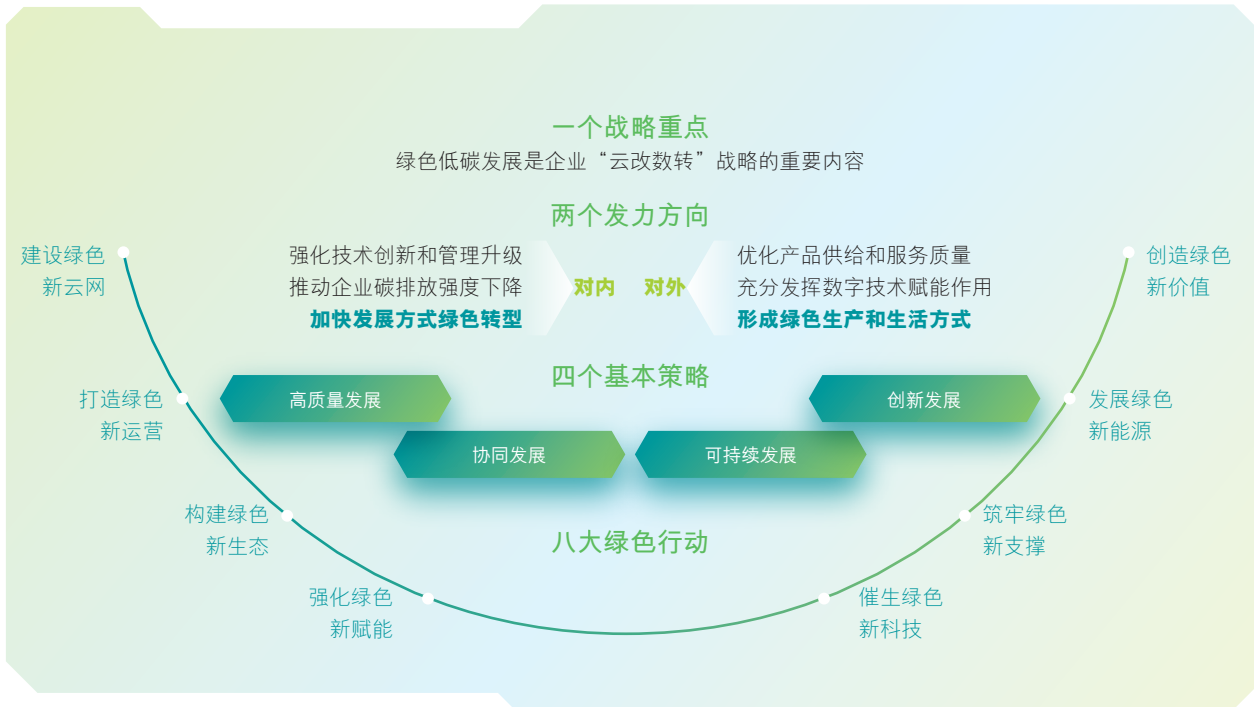 一个战略重点
绿色低碳发展是企业“云改数转”战略的重要内容
两个发力方向
强化技术创新和管理升级
推动企业碳排放强度下降
加快发展方式绿色转型
对内
对外
优化产品供给和服务质量
充分发挥数字技术赋能作用
形成绿色生产和生活方式
四个基本策略
高质量发展
协同发展
可持续发展
创新发展
八大绿色行动
建设绿色
新云网
打造绿色
新运营
构建绿色
新生态
强化绿色
新赋能
催生绿色
新科技
筑牢绿色
新支撑
发展绿色
新能源
创造绿色
新价值